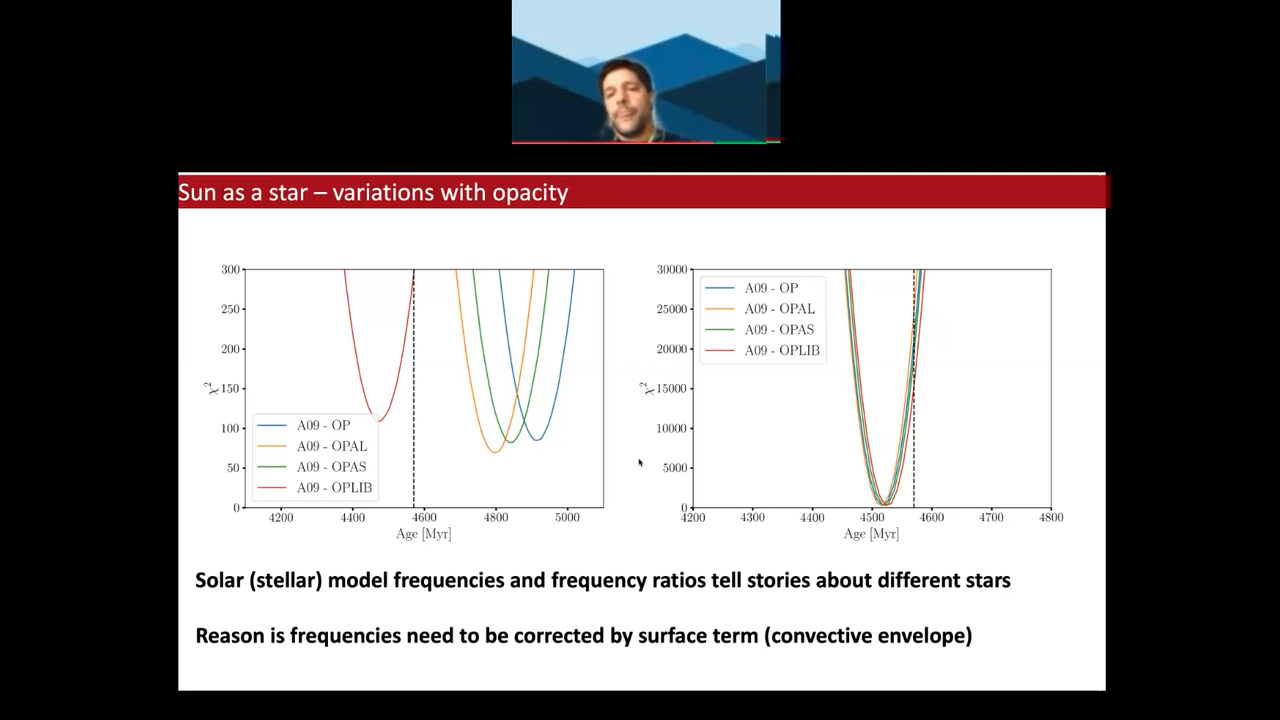 Sun as a star – variations with opacity
300
250
200
150
100
50
0
χ²
A09 - OP
A09 - OPAL
A09 - OPAS
A09 - OPLIB
4200 4400 4600 4800 5000
Age [Myr]
30000
25000
20000
15000
10000
5000
0
χ²
A09 - OP
A09 - OPAL
A09 - OPAS
A09 - OPLIB
4200 4300 4400 4500 4600 4700 4800
Age [Myr]
Solar (stellar) model frequencies and frequency ratios tell stories about different stars
Reason is frequencies need to be corrected by surface term (convective envelope)